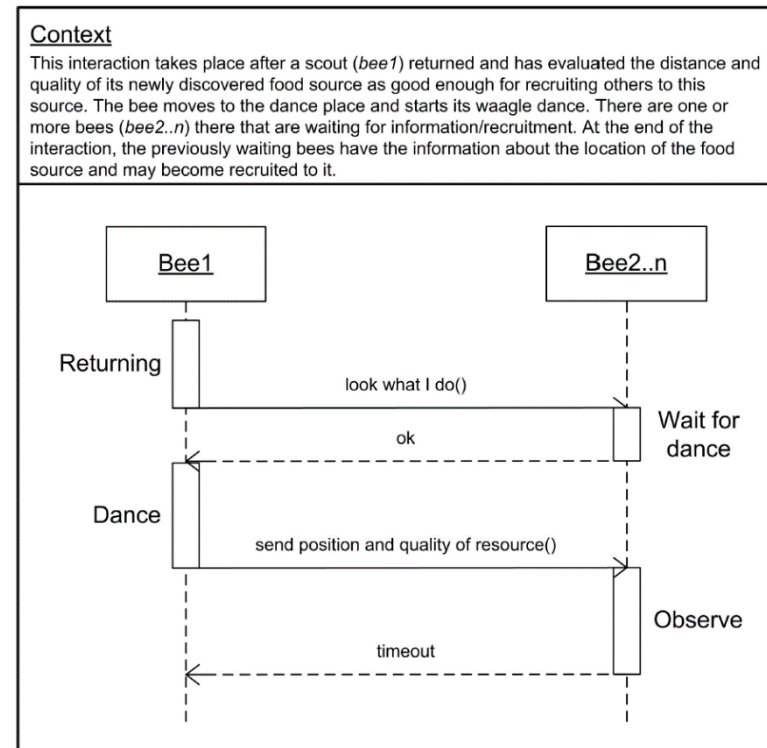 Context
This interaction takes place after a scout (bee1) returned and has evaluated the distance and
quality of its newly discovered food source as good enough for recruiting others to this
source. The bee moves to the dance place and starts its waagle dance. There are one or
more bees (bee2..n) there that are waiting for information/recruitment. At the end of the
interaction, the previously waiting bees have the information about the location of the food
source and may become recruited to it.
Bee1
Bee2..n
Returning
look what I do()
Wait for
dance
ok
Dance
send position and quality of resource()
Observe
timeout